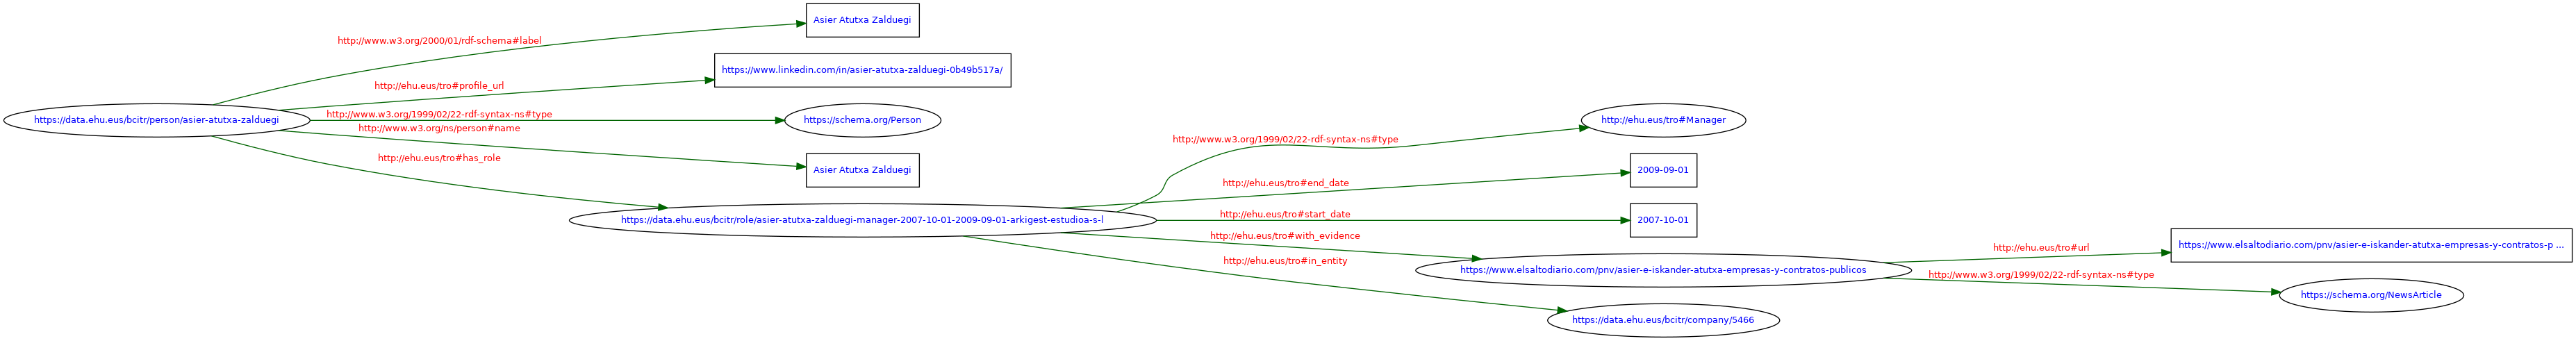 Asier Atutxa Zalduegi
http://www.w3.org/2000/01/rdf-schema#label
https://www.linkedin.com/in/asier-atutxa-zalduegi-0b49b517a/
http://ehu.eus/tro#profile_url
https://data.ehu.eus/bcitr/person/asier-atutxa-zalduegi
http://www.w3.org/1999/02/22-rdf-syntax-ns#type
https://schema.org/Person
http://www.w3.org/ns/person#name
Asier Atutxa Zalduegi
http://ehu.eus/tro#has_role
https://data.ehu.eus/bcitr/role/asier-atutxa-zalduegi-manager-2007-10-01-2009-09-01-arkigest-estudioa-s-l
http://www.w3.org/1999/02/22-rdf-syntax-ns#type
http://ehu.eus/tro#Manager
http://ehu.eus/tro#end_date
2009-09-01
http://ehu.eus/tro#start_date
2007-10-01
http://ehu.eus/tro#with_evidence
https://www.elsaltodiario.com/pnv/asier-e-iskander-atutxa-empresas-y-contratos-publicos
http://ehu.eus/tro#in_entity
https://data.ehu.eus/bcitr/company/5466
http://ehu.eus/tro#url
https://www.elsaltodiario.com/pnv/asier-e-iskander-atutxa-empresas-y-contratos-p ...
http://www.w3.org/1999/02/22-rdf-syntax-ns#type
https://schema.org/NewsArticle